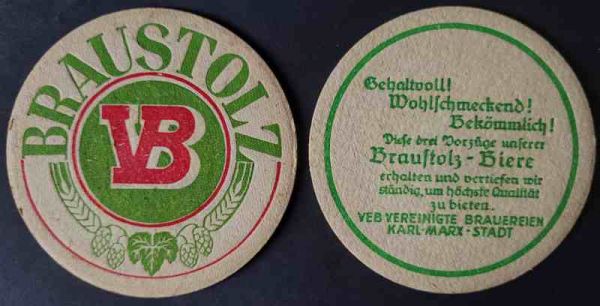 BRAUSTOLZ
VB
Gehaltvoll!
Wohlschmeckend!
Bekömmlich!
Diese drei Vorzüge unserer
Braustolz-Biere
erhalten und vertiefen wir
ständig, um höchste Qualität
zu bieten.
VEB VEREINIGTE BRAUEREIEN
KARL-MARX-STADT